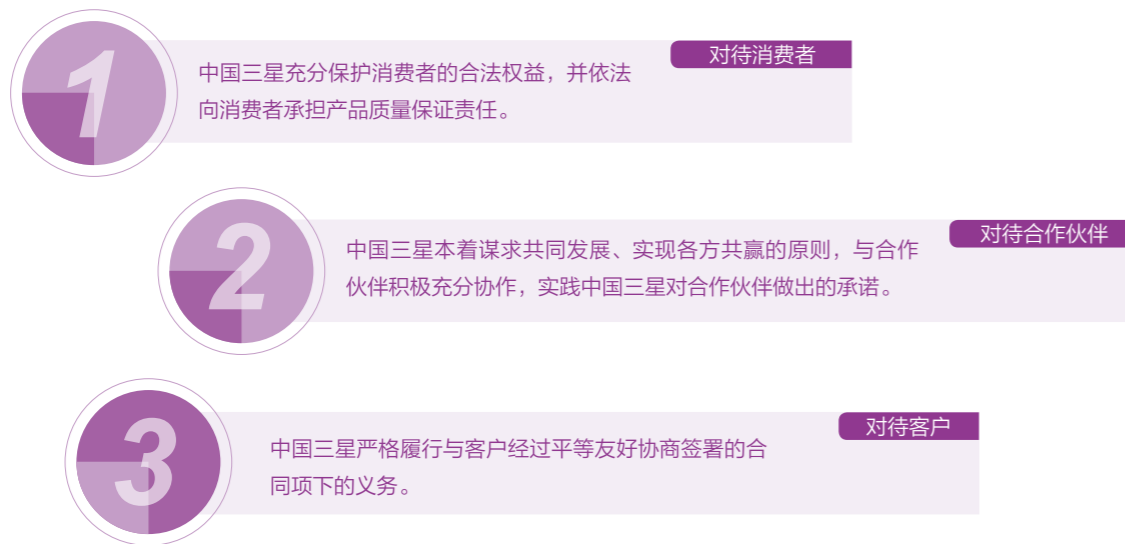 1
对待消费者
中国三星充分保护消费者的合法权益，并依法
向消费者承担产品质量保证责任。
2
对待合作伙伴
中国三星本着谋求共同发展、实现各方共赢的原则，与合作
伙伴积极充分协作，实践中国三星对合作伙伴做出的承诺。
3
对待客户
中国三星严格履行与客户经过平等友好协商签署的合
同项下的义务。